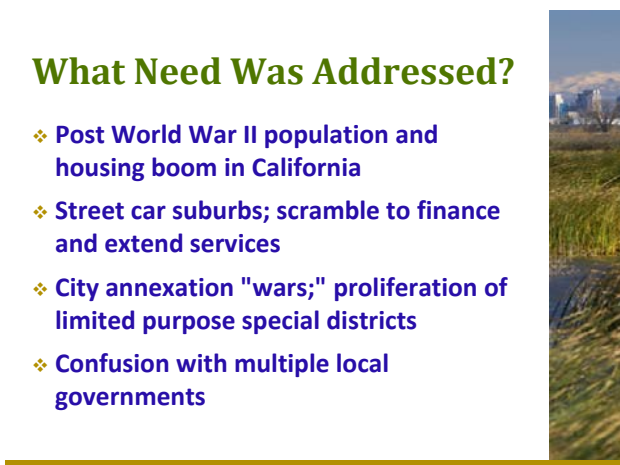 What Need Was Addressed?
Post World War II population and
housing boom in California
Street car suburbs; scramble to finance
and extend services
City annexation "wars;" proliferation of
limited purpose special districts
Confusion with multiple local
governments